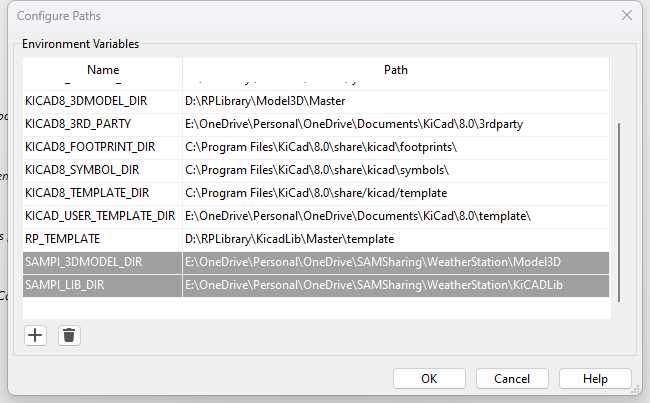 Configure Paths
Environment Variables
Name Path
KICAD8_3DMODEL_DIR D:\RPLibrary\Model3D\Master
KICAD8_3RD_PARTY E:\OneDrive\Personal\OneDrive\Documents\KiCad\8.0\3rdparty
KICAD8_FOOTPRINT_DIR C:\Program Files\KiCad\8.0\share\kicad\footprints\
KICAD8_SYMBOL_DIR C:\Program Files\KiCad\8.0\share\kicad\symbols\
KICAD8_TEMPLATE_DIR C:\Program Files\KiCad\8.0\share/kicad/template
KICAD_USER_TEMPLATE_DIR E:\OneDrive\Personal\OneDrive\Documents\KiCad\8.0\template\
RP_TEMPLATE D:\RPLibrary\KicadLib\Master\template
SAMPI_3DMODEL_DIR E:\OneDrive\Personal\OneDrive\SAMSharing\WeatherStation\Model3D
SAMPI_LIB_DIR E:\OneDrive\Personal\OneDrive\SAMSharing\WeatherStation\KiCADLib
OK Cancel Help